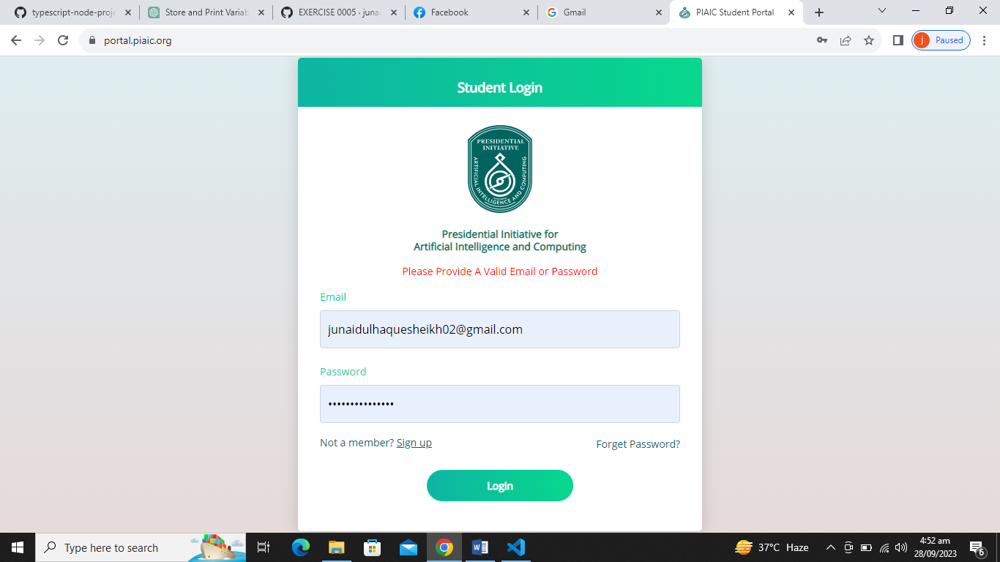 typescript-node-proje
Store and Print Variab
EXERCISE 0005 · juna
Facebook
Gmail
PIAIC Student Portal
portal.piaic.org
j
Paused
Student Login
PRESIDENTIAL
INITIATIVE
ARTIFICIAL INTELLIGENCE AND COMPUTING
Presidential Initiative for
Artificial Intelligence and Computing
Please Provide A Valid Email or Password
Email
junaidulhaquesheikh02@gmail.com
Password
•••••••••••••••
Not a member? Sign up
Forget Password?
Login
Type here to search
37°C Haze
4:52 am
28/09/2023
6